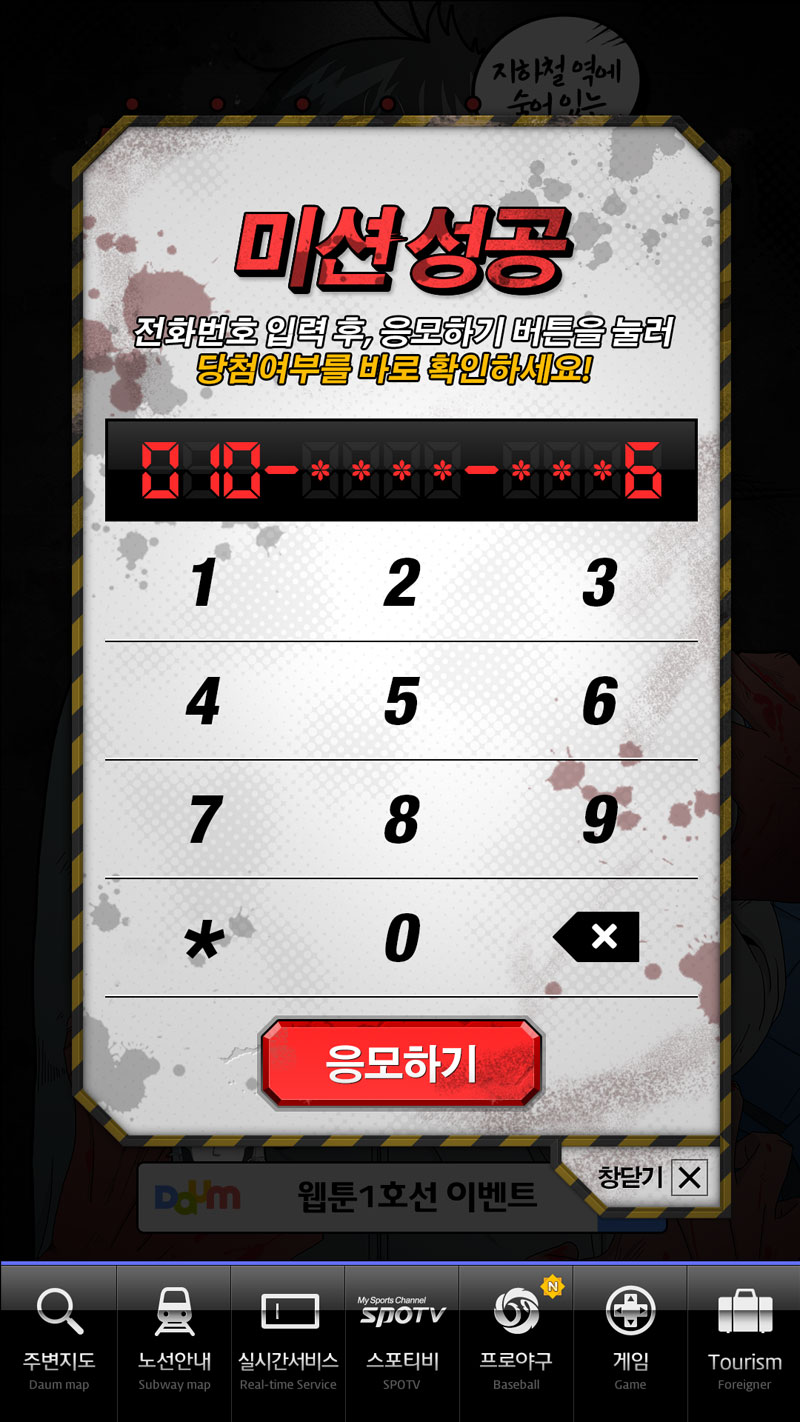 지하철 역에
숨어 있는
미션 성공
전화번호 입력 후, 응모하기 버튼을 눌러
당첨여부를 바로 확인하세요!
010-****-***6
1 2 3
4 5 6
7 8 9
* 0 ×
응모하기
창닫기 ×
Daum 웹툰1호선 이벤트
My Sports Channel
SPOTV
N
주변지도 노선안내 실시간서비스 스포티비 프로야구 게임 Tourism
Daum map Subway map Real-time Service SPOTV Baseball Game Foreigner